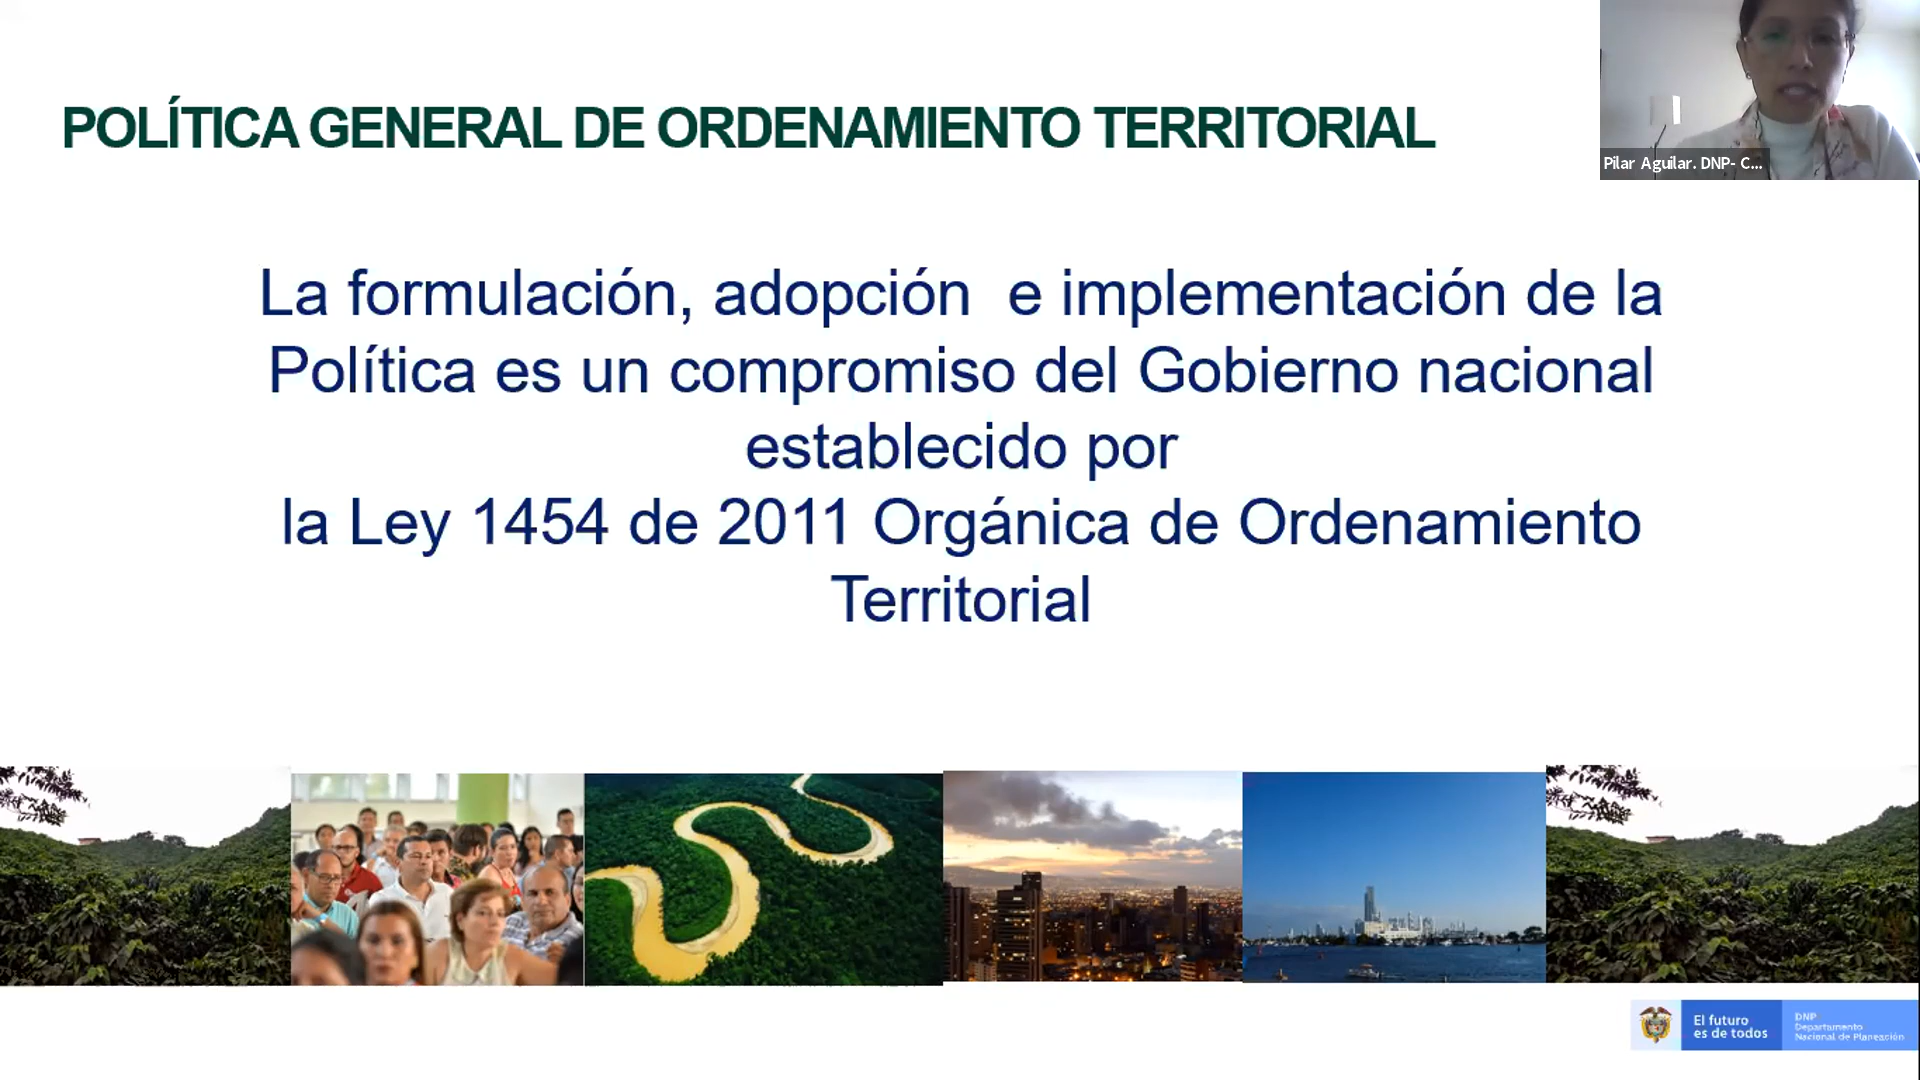 POLÍTICA GENERAL DE ORDENAMIENTO TERRITORIAL
Pilar Aguilar. DNP- C...
La formulación, adopción  e implementación de la
Política es un compromiso del Gobierno nacional
establecido por
la Ley 1454 de 2011 Orgánica de Ordenamiento
Territorial
El futuro
es de todos
DNP
Departamento
Nacional de Planeación